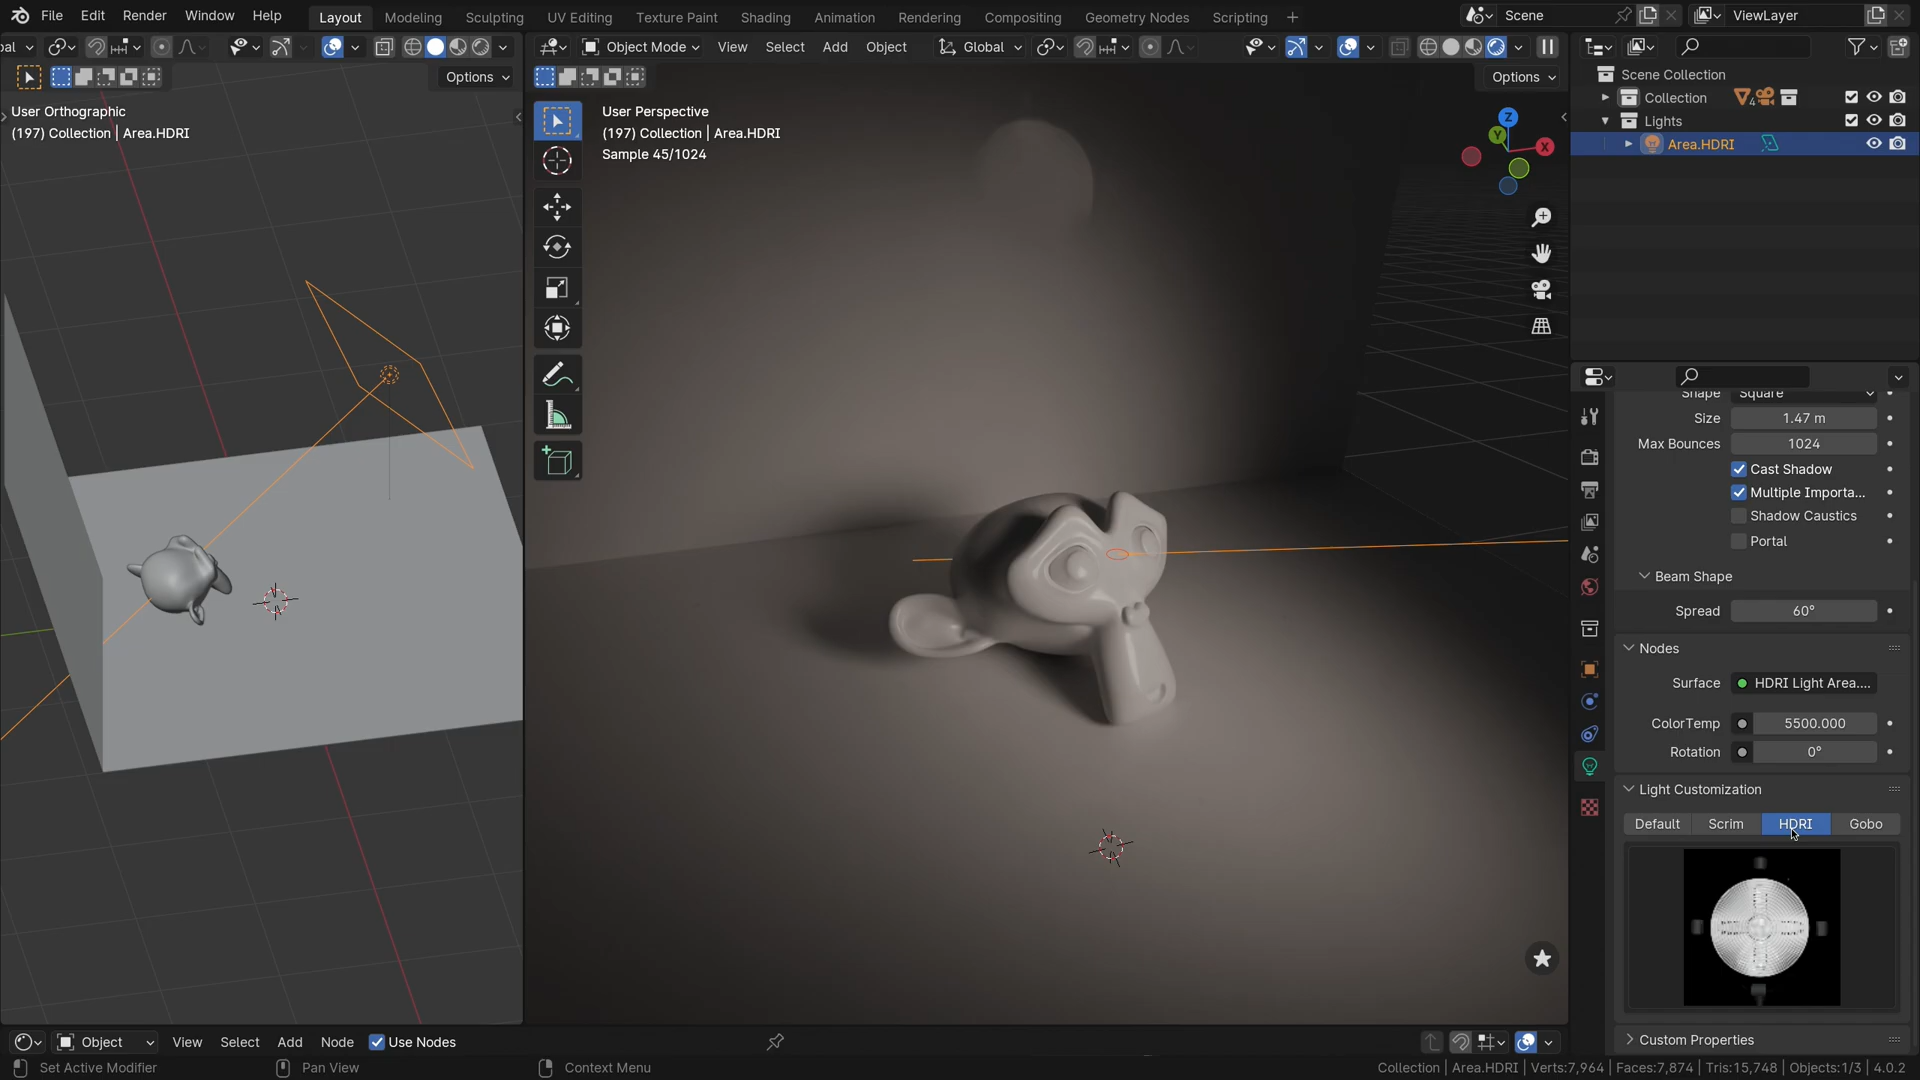 File Edit Render Window Help Layout Modeling Sculpting UV Editing Texture Paint Shading Animation Rendering Compositing Geometry Nodes Scripting + Scene ViewLayer
bal Object Mode View Select Add Object Global
Options
Options
User Orthographic
(197) Collection | Area.HDRI
User Perspective
(197) Collection | Area.HDRI
Sample 45/1024
Z
Y
X
Scene Collection
Collection 4
Lights
Area.HDRI
Shape Square
Size 1.47 m
Max Bounces 1024
Cast Shadow
Multiple Importa...
Shadow Caustics
Portal
Beam Shape
Spread 60°
Nodes
Surface HDRI Light Area....
ColorTemp 5500.000
Rotation 0°
Light Customization
Default Scrim HDRI Gobo
Custom Properties
Object View Select Add Node Use Nodes
Set Active Modifier Pan View Context Menu Collection | Area.HDRI | Verts:7,964 | Faces:7,874 | Tris:15,748 | Objects:1/3 | 4.0.2